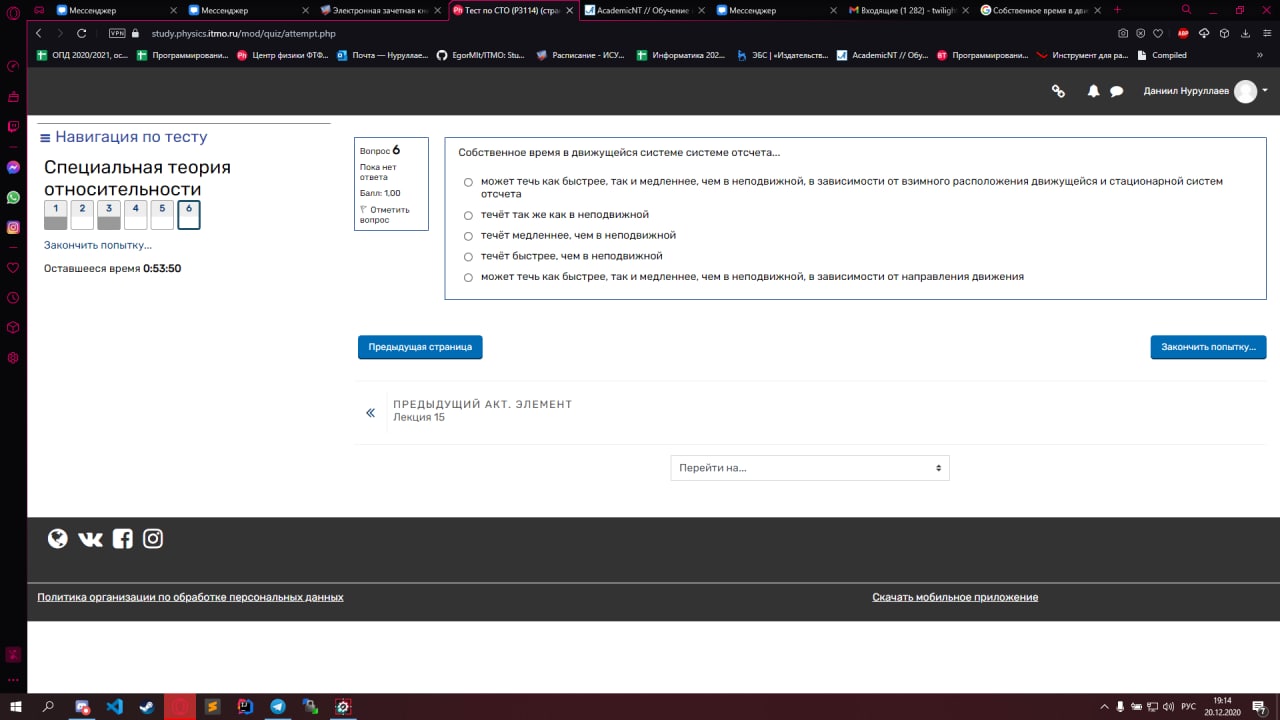 Мессенджер
Мессенджер
Электронная зачетная кн
Тест по СТО (P3114) (стра
AcademicNT // Обучение
Мессенджер
Входящие (1 282) - twiligh
Собственное время в дви
VPN
study.physics.itmo.ru/mod/quiz/attempt.php
ABP
ОПД 2020/2021, ос...
Программировани...
Центр физики ФТФ...
Почта — Нуруллае...
EgorMIt/ITMO: Stu...
Расписание - ИСУ...
Информатика 202...
ЭБС | «Издательств...
AcademicNT // Обу...
Программировани...
Инструмент для ра...
Compiled
Даниил Нуруллаев
Навигация по тесту
Специальная теория
относительности
1 2 3 4 5 6
Закончить попытку...
Оставшееся время 0:53:50
Вопрос 6
Пока нет
ответа
Балл: 1,00
Отметить
вопрос
Собственное время в движущейся системе системе отсчета...
может течь как быстрее, так и медленнее, чем в неподвижной, в зависимости от взимного расположения движущейся и стационарной систем
отсчета
течёт так же как в неподвижной
течёт медленнее, чем в неподвижной
течёт быстрее, чем в неподвижной
может течь как быстрее, так и медленнее, чем в неподвижной, в зависимости от направления движения
Предыдущая страница
Закончить попытку...
ПРЕДЫДУЩИЙ АКТ. ЭЛЕМЕНТ
Лекция 15
Перейти на...
Политика организации по обработке персональных данных
Скачать мобильное приложение
РУС
19:14
20.12.2020
7